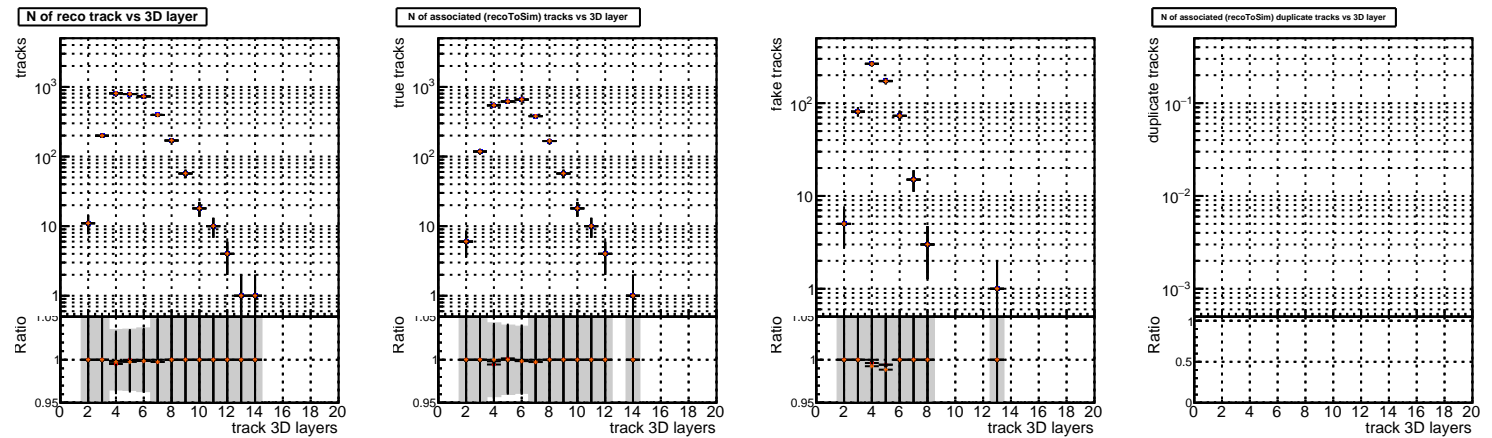 N of reco track vs 3D layer
tracks
10³
10²
10
1
Ratio
1.05
1
0.95
0 2 4 6 8 10 12 14 16 18 20
track 3D layers
N of associated (recoToSim) tracks vs 3D layer
true tracks
10³
10²
10
1
Ratio
1.05
1
0.95
0 2 4 6 8 10 12 14 16 18 20
track 3D layers
fake tracks
10²
10
1
Ratio
1.05
1
0.95
0 2 4 6 8 10 12 14 16 18 20
track 3D layers
N of associated (recoToSim) duplicate tracks vs 3D layer
duplicate tracks
10⁻¹
10⁻²
10⁻³
Ratio
1
0.5
0
0 2 4 6 8 10 12 14 16 18 20
track 3D layers